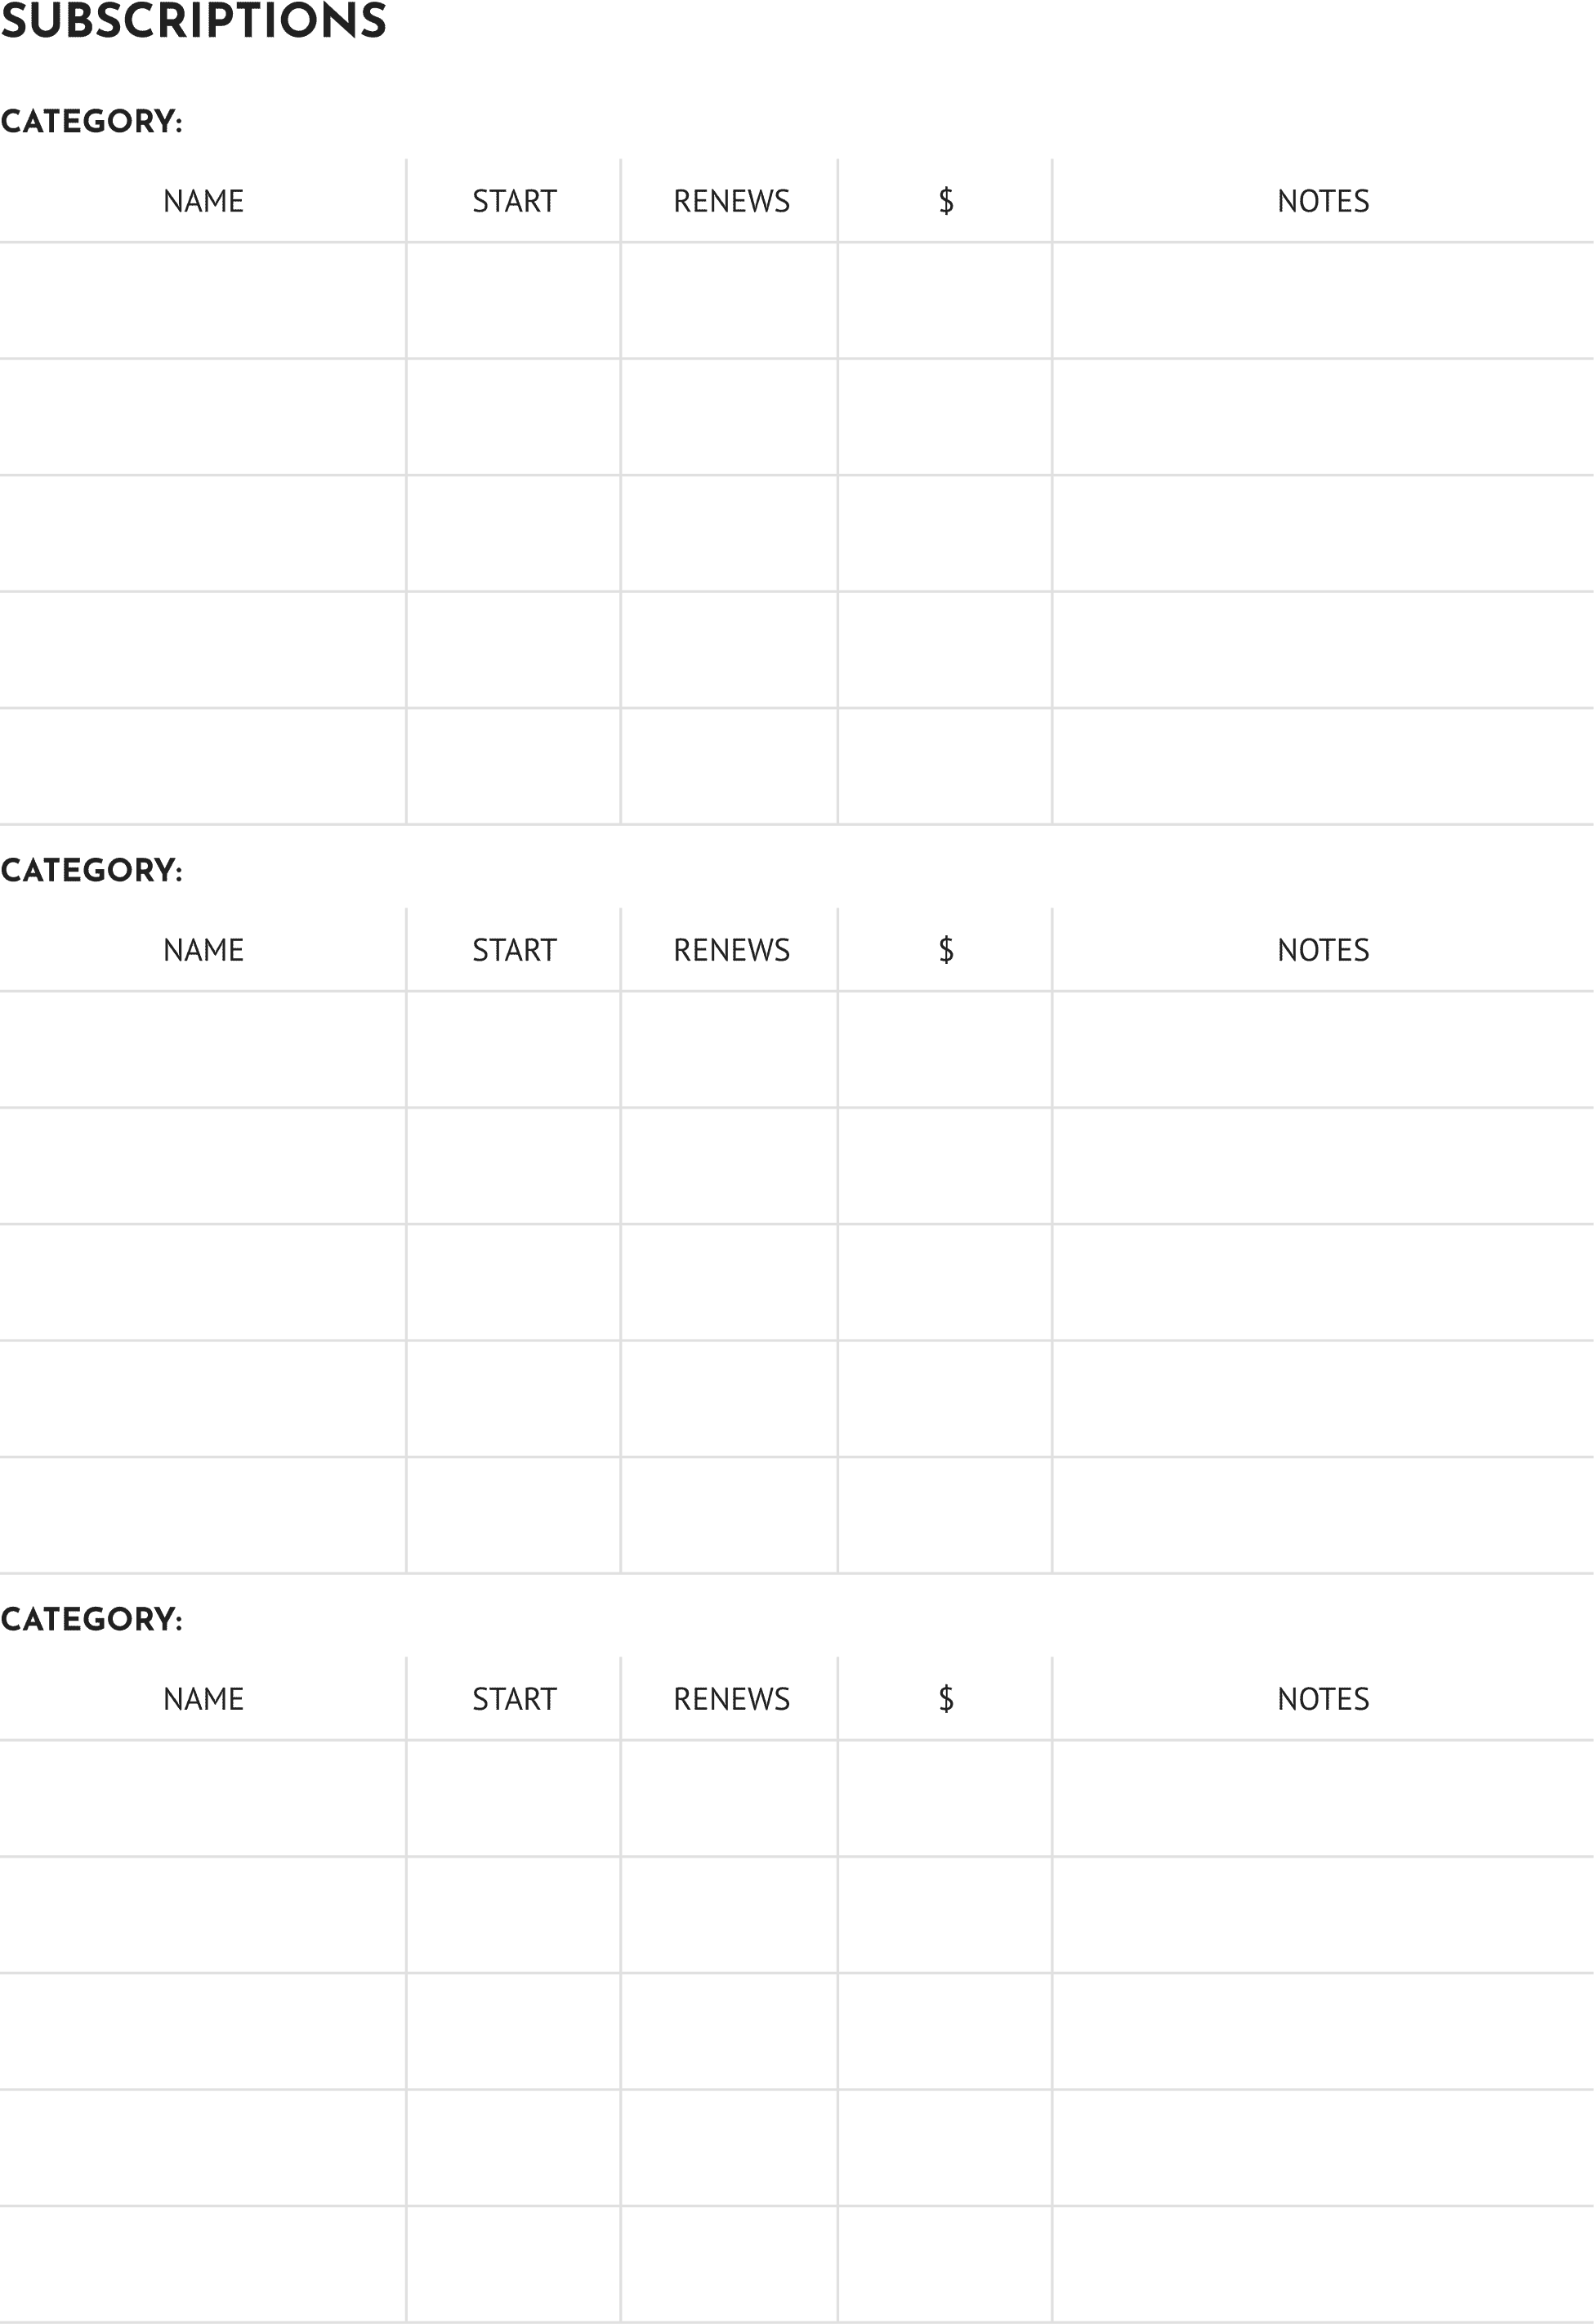 SUBSCRIPTIONS
CATEGORY:
NAME START RENEWS $ NOTES
CATEGORY:
NAME START RENEWS $ NOTES
CATEGORY:
NAME START RENEWS $ NOTES